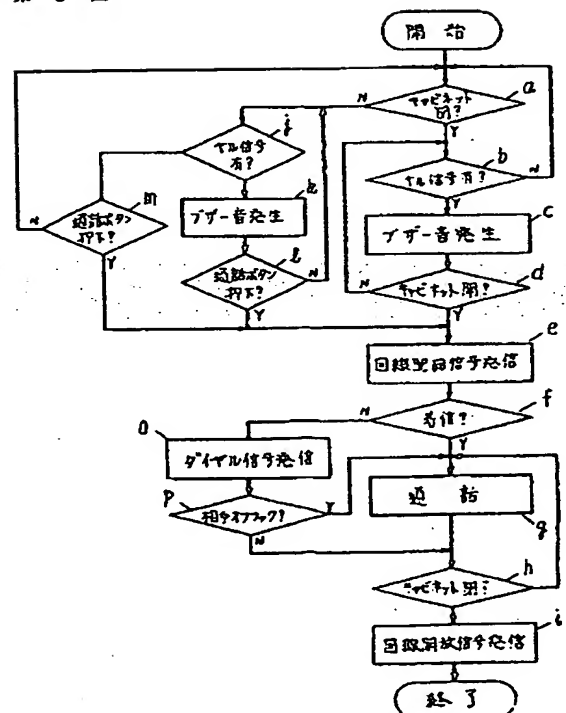 開始
キャビネット
閉?
a
N
Y
ベル信号
有?
j
ベル信号有?
b
N
Y
ブザー音発生
k
ブザー音発生
c
通話ボタン
押下?
m
N
Y
通話ボタン
押下?
l
N
Y
キャビネット開?
d
Y
回線閉結信号発信
e
着信?
f
N
Y
ダイヤル信号発信
o
通話
g
相手オフフック?
p
Y
N
キャビネット閉?
h
回線開放信号発信
i
終了